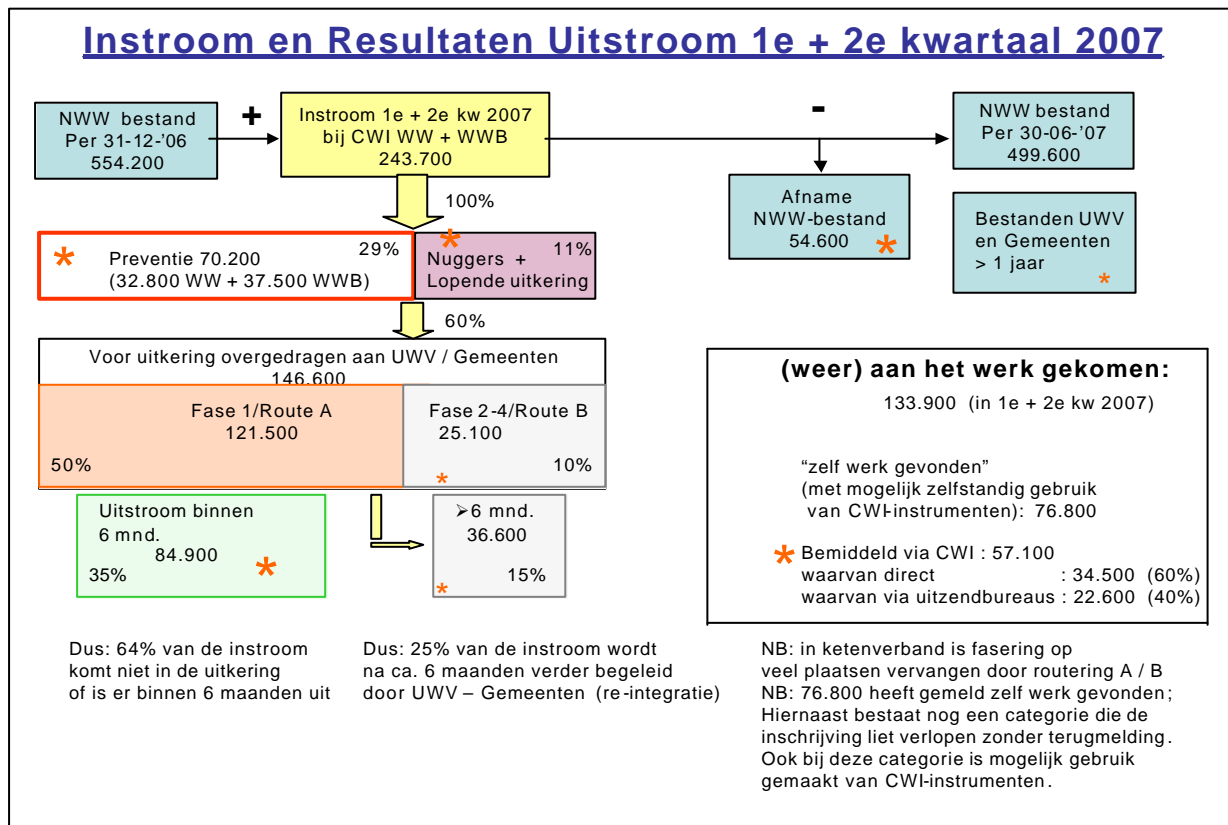 Instroom en Resultaten Uitstroom 1e + 2e kwartaal 2007
NWW bestand
Per 31-12-'06
554.200
+
Instroom 1e + 2e kw 2007
bij CWI WW + WWB
243.700
-
NWW bestand
Per 30-06-'07
499.600
100%
Afname
NWW-bestand
54.600 *
Bestanden UWV
en Gemeenten
> 1 jaar
*
* Preventie 70.200
(32.800 WW + 37.500 WWB)
29%
*
Nuggers +
Lopende uitkering
11%
60%
Voor uitkering overgedragen aan UWV / Gemeenten
146.600
Fase 1/Route A
121.500
50%
Fase 2-4/Route B
25.100
* 10%
Uitstroom binnen
6 mnd.
84.900
35% *
➢6 mnd.
36.600
* 15%
(weer) aan het werk gekomen:
133.900 (in 1e + 2e kw 2007)
“zelf werk gevonden”
(met mogelijk zelfstandig gebruik
van CWI-instrumenten): 76.800
* Bemiddeld via CWI : 57.100
waarvan direct : 34.500 (60%)
waarvan via uitzendbureaus : 22.600 (40%)
Dus: 64% van de instroom
komt niet in de uitkering
of is er binnen 6 maanden uit
Dus: 25% van de instroom wordt
na ca. 6 maanden verder begeleid
door UWV – Gemeenten (re-integratie)
NB: in ketenverband is fasering op
veel plaatsen vervangen door routering A / B
NB: 76.800 heeft gemeld zelf werk gevonden;
Hiernaast bestaat nog een categorie die de
inschrijving liet verlopen zonder terugmelding.
Ook bij deze categorie is mogelijk gebruik
gemaakt van CWI-instrumenten.